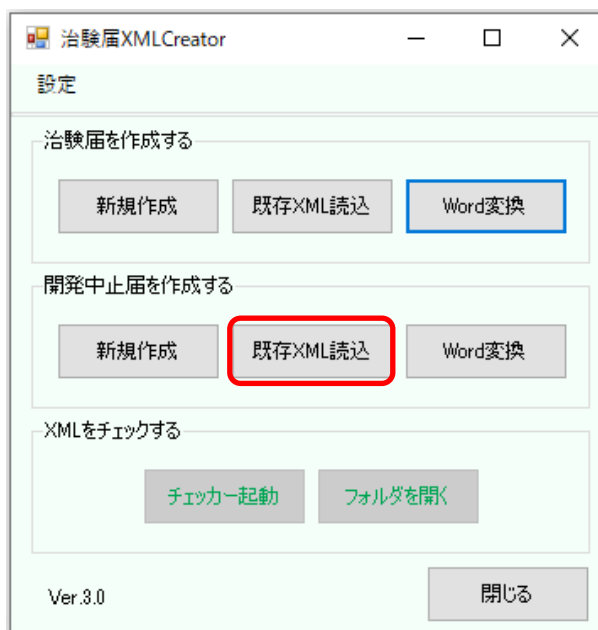 治験届XMLCreator
設定
治験届を作成する
新規作成 既存XML読込 Word変換
開発中止届を作成する
新規作成 既存XML読込 Word変換
XMLをチェックする
チェッカー起動 フォルダを開く
Ver.3.0 閉じる